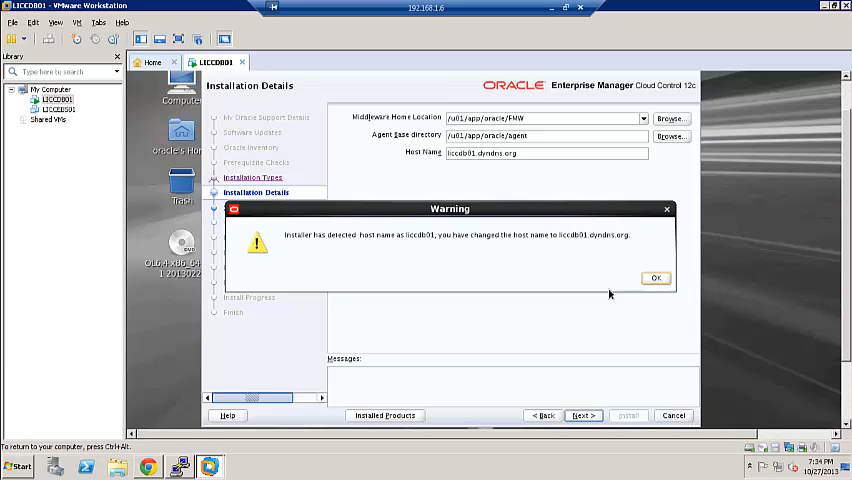 LICCDB01 - VMware Workstation
192.168.1.6
File Edit View VM Tabs Help
Library
Home
LICCDB01
Type here to search
My Computer
LICCDB01
LICCEBS01
Shared VMs
Computer
oracle's Home
Trash
OL6.4 x86_64
2013022
Installation Details
ORACLE Enterprise Manager Cloud Control 12c
My Oracle Support Details
Software Updates
Oracle Inventory
Prerequisite Checks
Installation Types
Installation Details
Install Progress
Finish
Middleware Home Location
/u01/app/oracle/FMW
Browse...
Agent Base directory
/u01/app/oracle/agent
Browse...
Host Name
liccdb01.dyndns.org
Warning
Installer has detected host name as liccdb01, you have changed the host name to liccdb01.dyndns.org.
OK
Messages:
Help
Installed Products
< Back
Next >
Install
Cancel
To return to your computer, press Ctrl+Alt.
Start
7:34 PM
10/27/2013